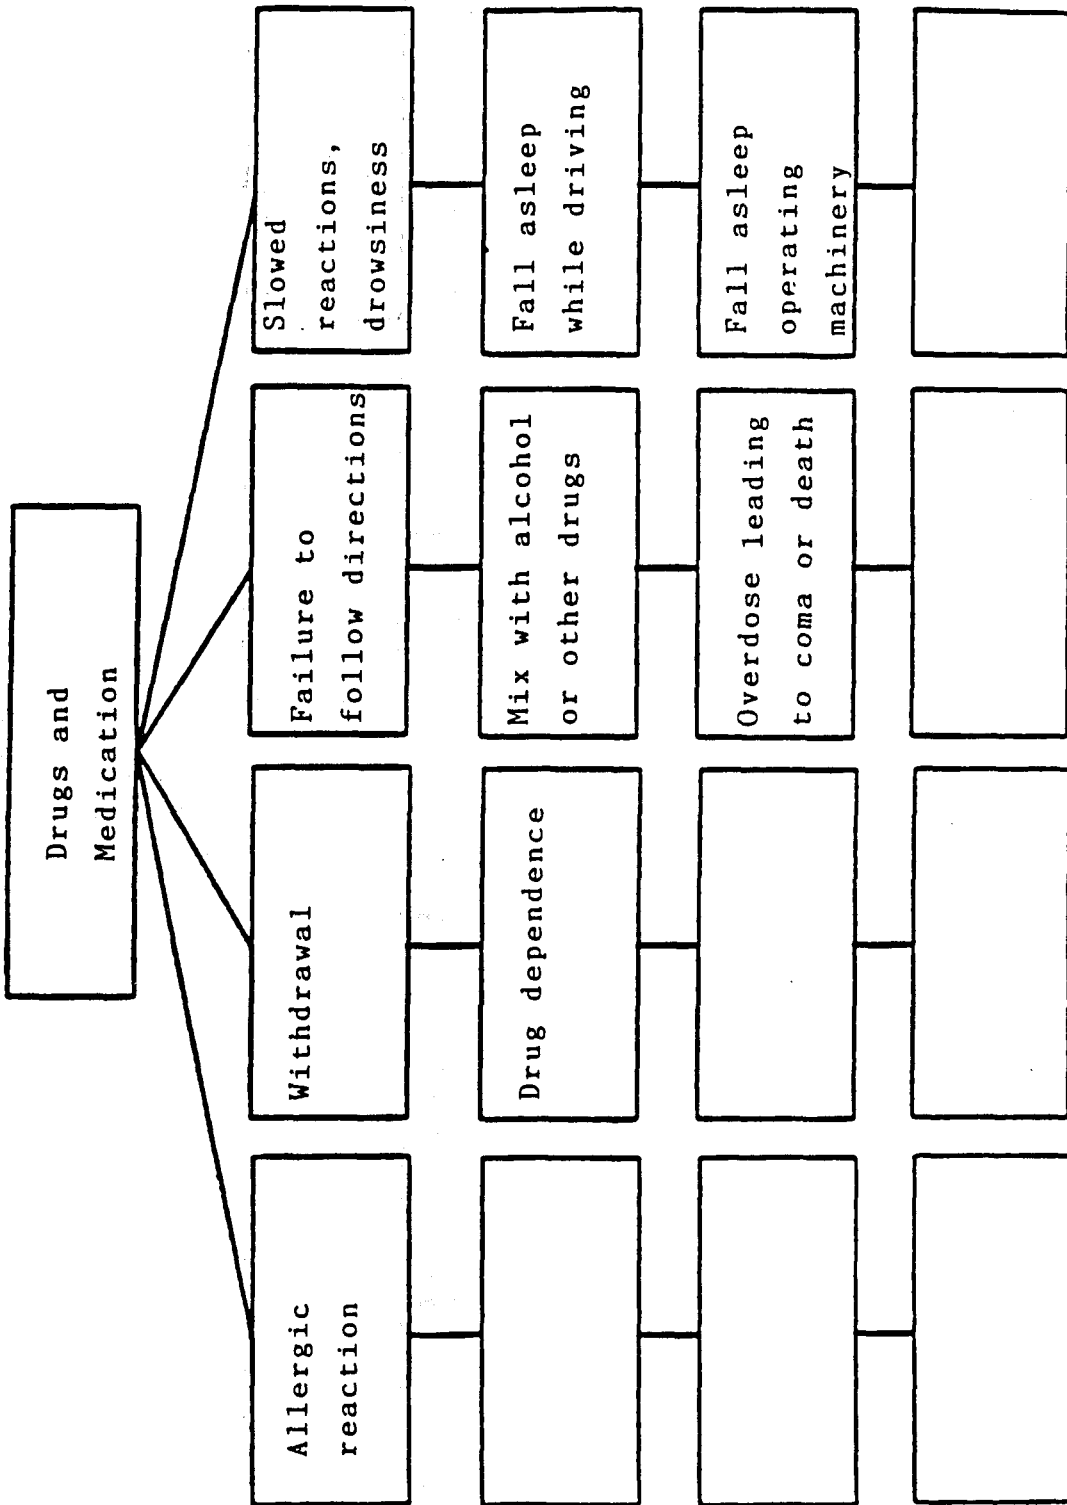 Drugs and
Medication
Allergic
reaction
Withdrawal
Drug dependence
Failure to
follow directions
Mix with alcohol
or other drugs
Overdose leading
to coma or death
Slowed
reactions,
drowsiness
Fall asleep
while driving
Fall asleep
operating
machinery